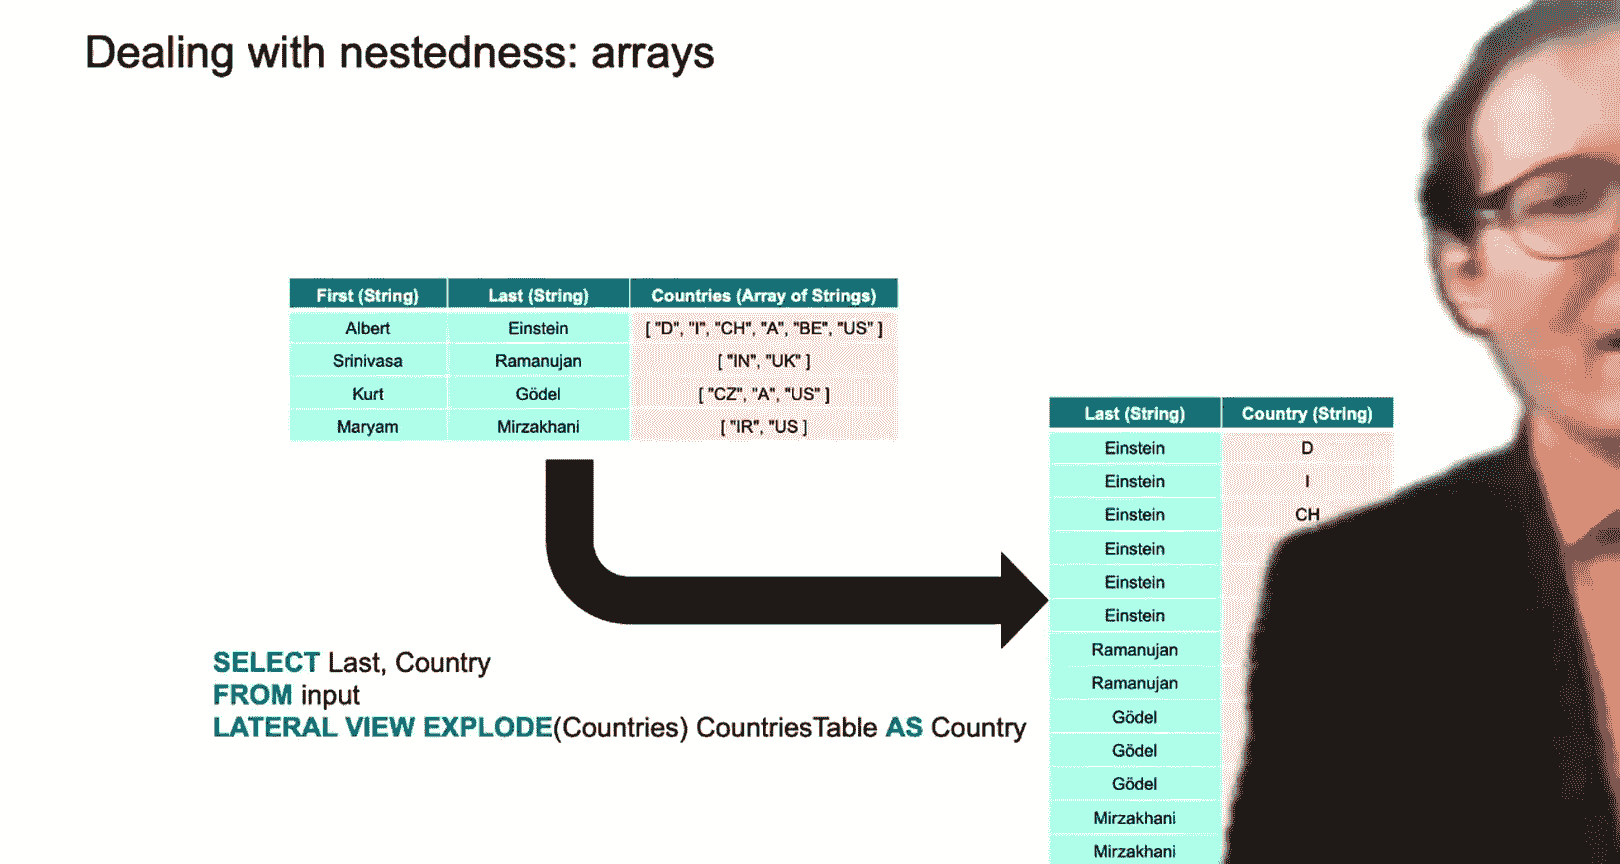 Dealing with nestedness: arrays
First (String) Last (String) Countries (Array of Strings)
Albert Einstein [ "D", "I", "CH", "A", "BE", "US" ]
Srinivasa Ramanujan [ "IN", "UK" ]
Kurt Gödel [ "CZ", "A", "US" ]
Maryam Mirzakhani [ "IR", "US ]
SELECT Last, Country
FROM input
LATERAL VIEW EXPLODE(Countries) CountriesTable AS Country
Last (String) Country (String)
Einstein D
Einstein I
Einstein CH
Einstein
Einstein
Einstein
Ramanujan
Ramanujan
Gödel
Gödel
Gödel
Mirzakhani
Mirzakhani